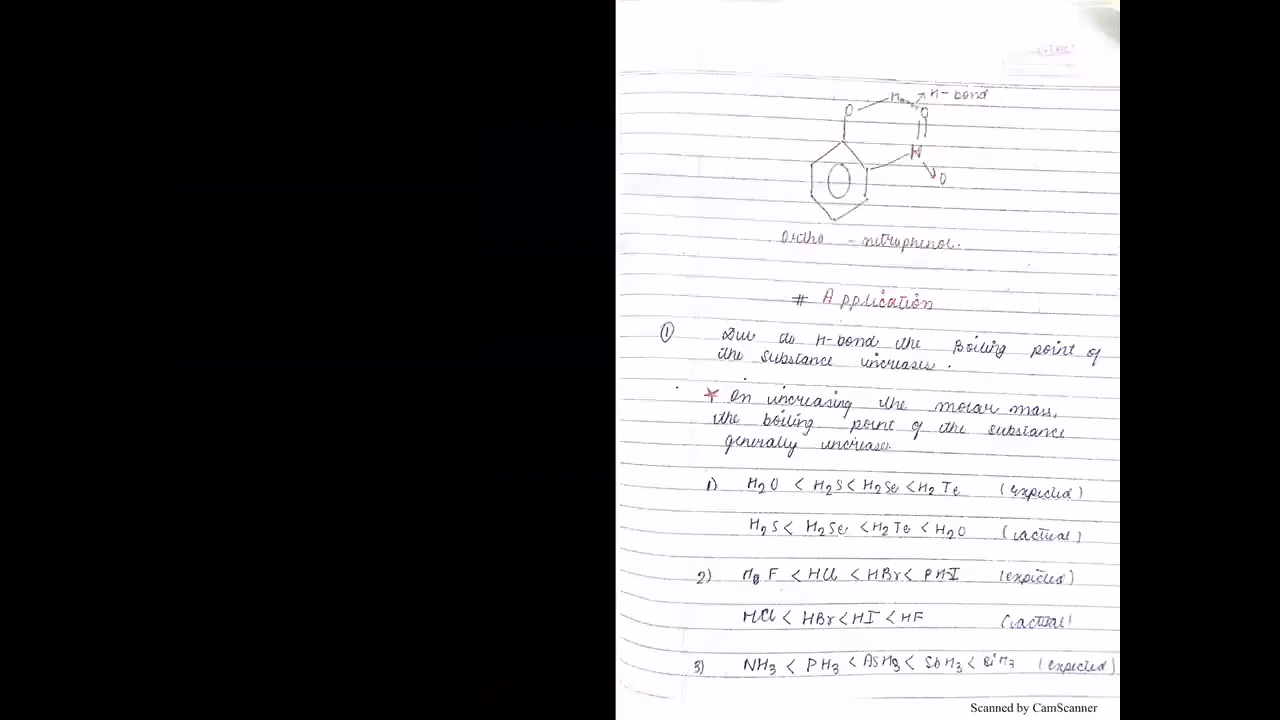 H-bond
O H O
N
O
Ortho - nitrophenol.
# Application
① Due to H-bond the Boiling point of
the substance increases.
* On increasing the molar mass,
the boiling point of the substance
generally increases.
1) H2O < H2S < H2Se < H2Te (expected)
H2S < H2Se < H2Te < H2O (actual)
2) HF < HCl < HBr < HI (expected)
HCl < HBr < HI < HF (actual)
3) NH3 < PH3 < AsH3 < SbH3 < BiH3 (expected)
Scanned by CamScanner